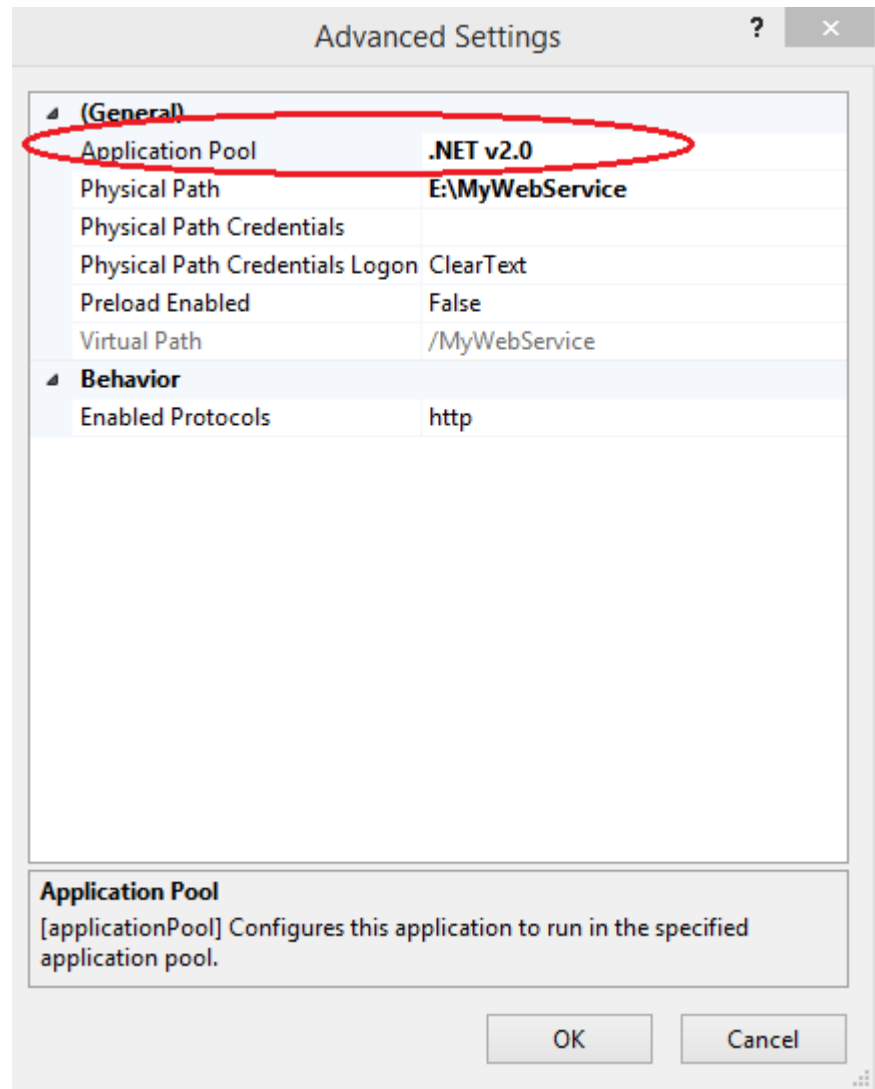 Advanced Settings ?
(General)
Application Pool .NET v2.0
Physical Path E:\MyWebService
Physical Path Credentials
Physical Path Credentials Logon ClearText
Preload Enabled False
Virtual Path /MyWebService
Behavior
Enabled Protocols http
Application Pool
[applicationPool] Configures this application to run in the specified
application pool.
OK Cancel